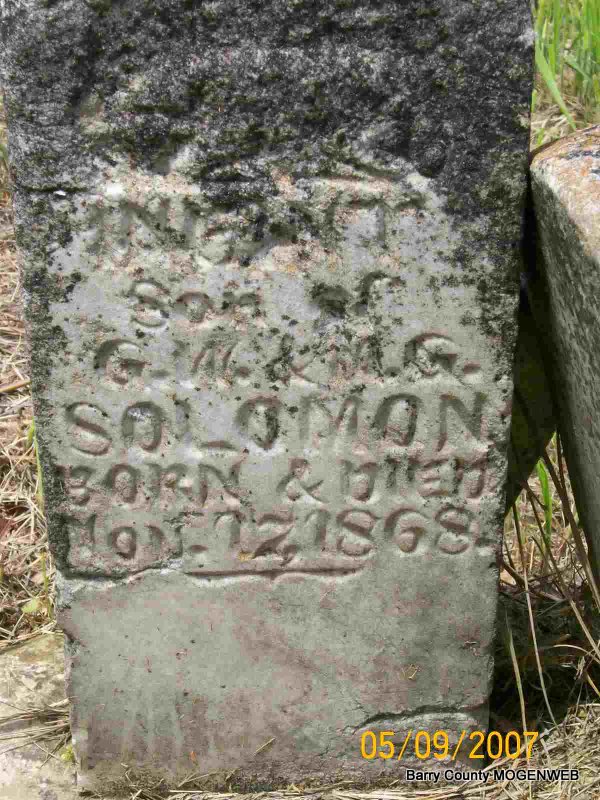 INFANT
Son of
G. W. & M. G.
SOLOMON
BORN & DIED
NOV. 12 1868.
05/09/2007
Barry County MOGENWEB